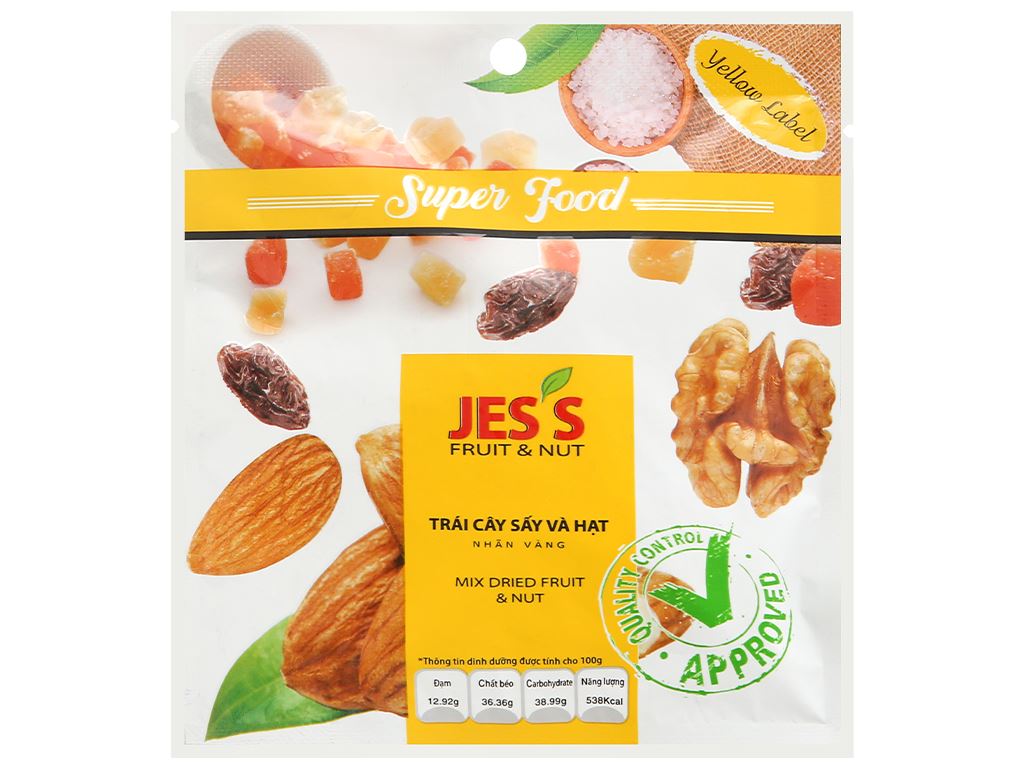 Yellow Label
Super Food
JES'S
FRUIT & NUT
TRÁI CÂY SẤY VÀ HẠT
NHÃN VÀNG
MIX DRIED FRUIT
& NUT
QUALITY CONTROL
APPROVED
*Thông tin dinh dưỡng được tính cho 100g
Đạm Chất béo Carbohydrate Năng lượng
12.92g 36.36g 38.99g 538Kcal